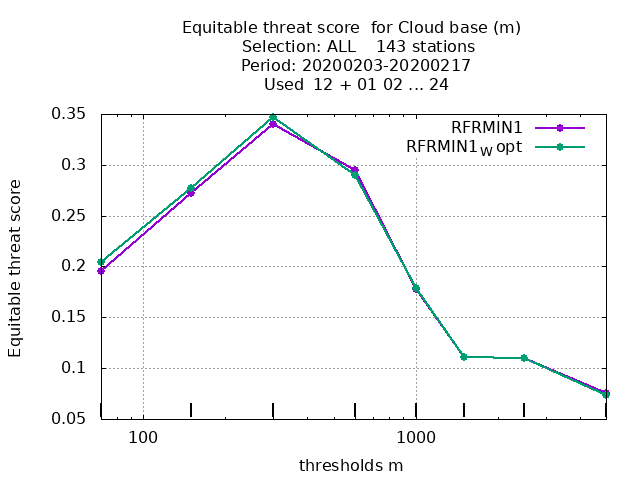 Equitable threat score  for Cloud base (m)
Selection: ALL    143 stations
Period: 20200203-20200217
Used  12 + 01 02 ... 24
RFRMIN1
RFRMIN1W opt
Equitable threat score
0.35
0.3
0.25
0.2
0.15
0.1
0.05
100
1000
thresholds m